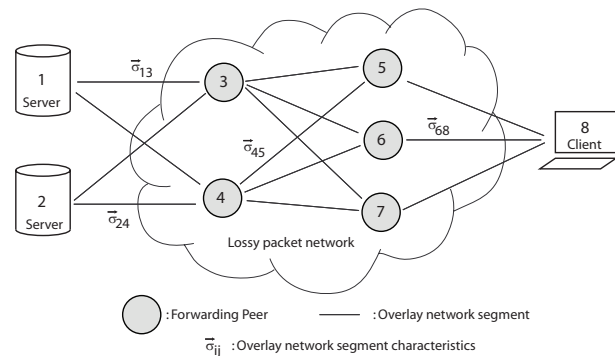 1
Server
σ⃗13
3
5
σ⃗45
6
σ⃗68
8
Client
2
Server
σ⃗24
4
7
Lossy packet network
: Forwarding Peer
: Overlay network segment
σ⃗ij : Overlay network segment characteristics